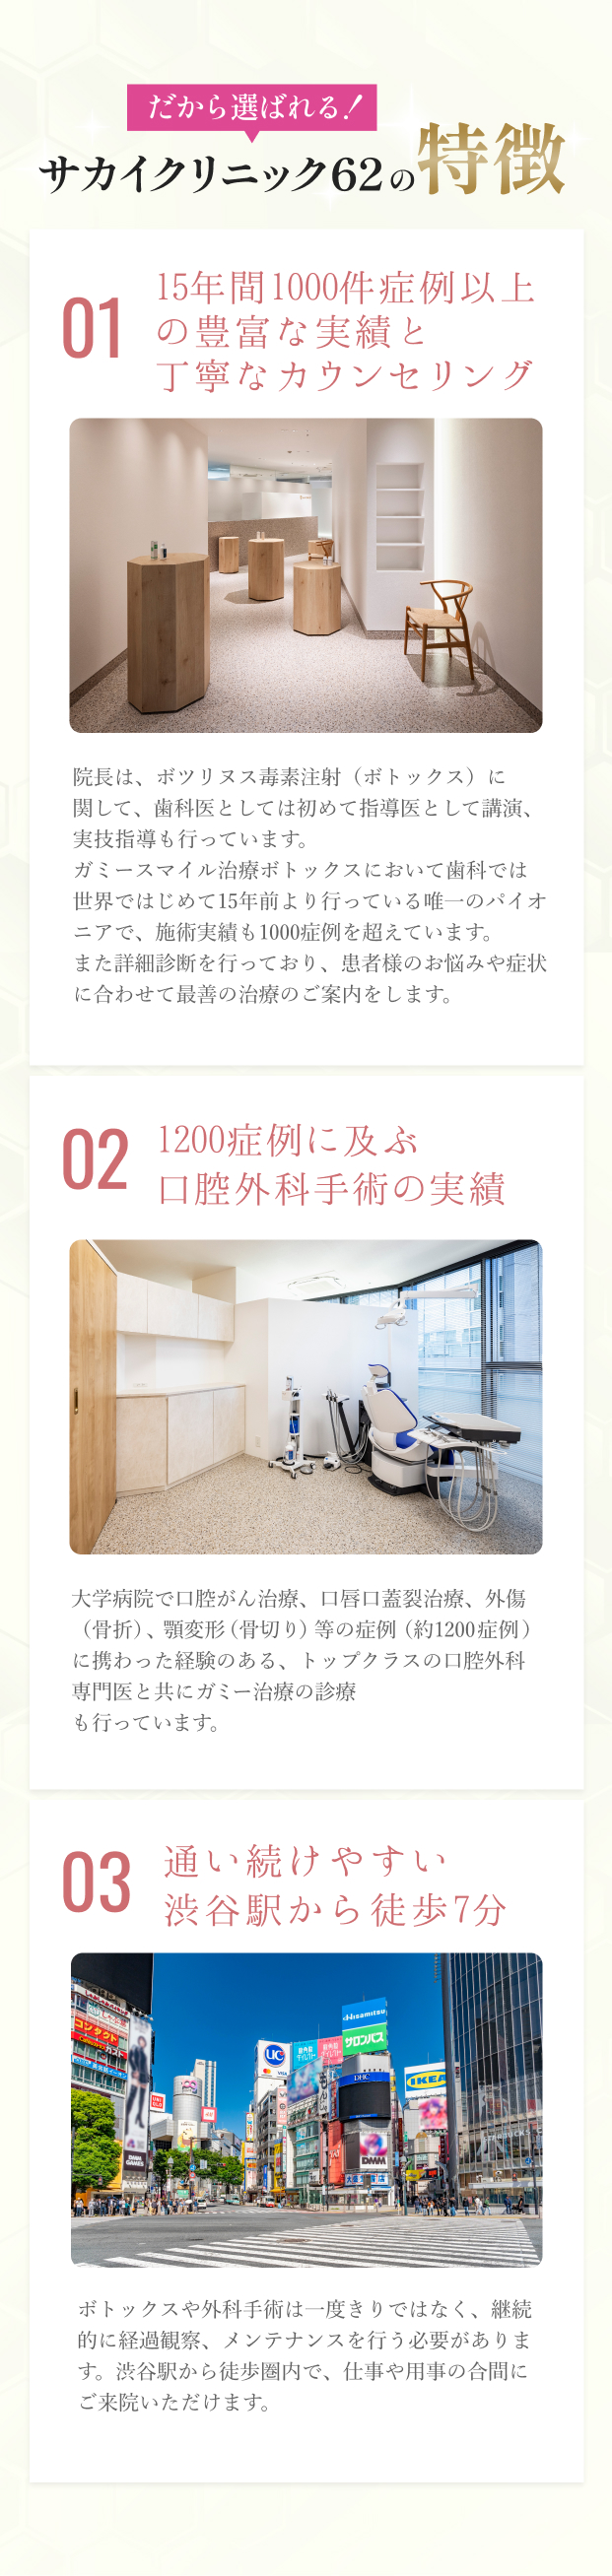 だから選ばれる!
サカイクリニック62の特徴
01
15年間1000件症例以上
の豊富な実績と
丁寧なカウンセリング
院長は、ボツリヌス毒素注射（ボトックス）に
関して、歯科医としては初めて指導医として講演、
実技指導も行っています。
ガミースマイル治療ボトックスにおいて歯科では
世界ではじめて15年前より行っている唯一のパイオ
ニアで、施術実績も1000症例を超えています。
また詳細診断を行っており、患者様のお悩みや症状
に合わせて最善の治療のご案内をします。
02
1200症例に及ぶ
口腔外科手術の実績
大学病院で口腔がん治療、口唇口蓋裂治療、外傷
（骨折）、顎変形（骨切り）等の症例（約1200症例）
に携わった経験のある、トップクラスの口腔外科
専門医と共にガミー治療の診療
も行っています。
03
通い続けやすい
渋谷駅から徒歩7分
コンタクト
UC
VISA
Hisamitsu
サロンパス
DHC
IKEA
DMM
DMM
GAMES
ボトックスや外科手術は一度きりではなく、継続
的に経過観察、メンテナンスを行う必要がありま
す。渋谷駅から徒歩圏内で、仕事や用事の合間に
ご来院いただけます。